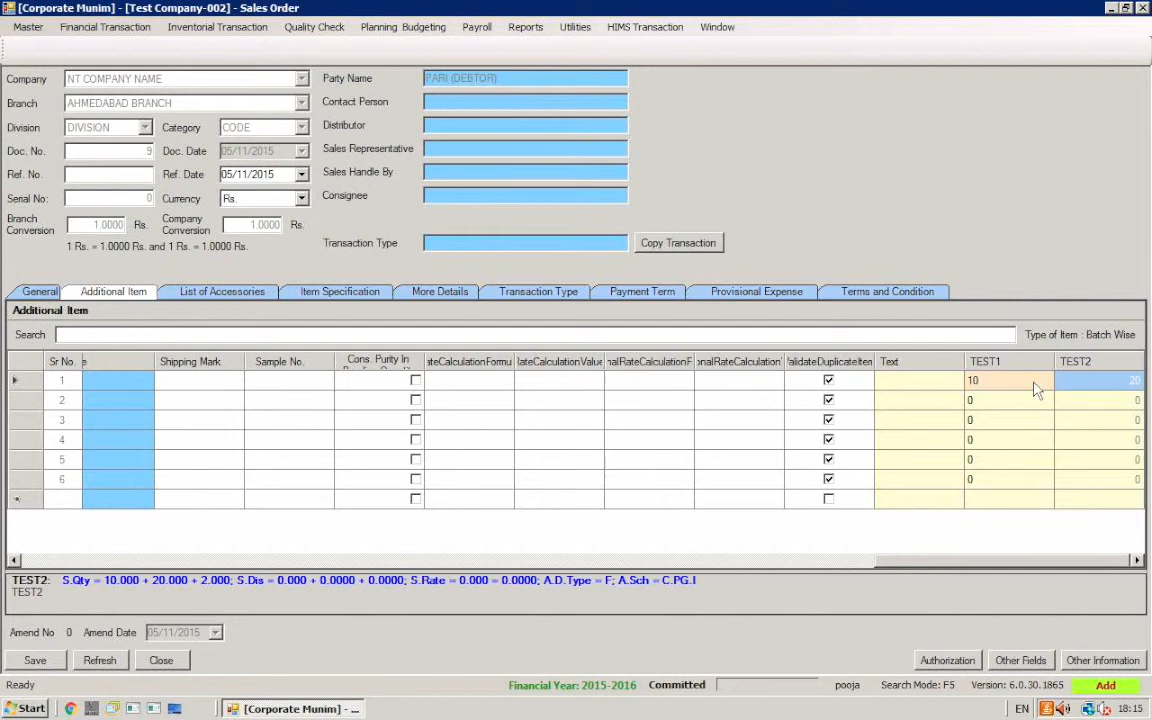 [Corporate Munim] - [Test Company-002] - Sales Order
Master Financial Transaction Inventorial Transaction Quality Check Planning Budgeting Payroll Reports Utilities HIMS Transaction Window
Company NT COMPANY NAME Party Name PARI (DEBTOR)
Branch AHMEDABAD BRANCH Contact Person
Division DIVISION Category CODE Distributor
Doc. No. 9 Doc. Date 05/11/2015 Sales Representative
Ref. No. Ref. Date 05/11/2015 Sales Handle By
Serial No: 0 Currency Rs. Consignee
Branch Conversion 1.0000 Rs. Company Conversion 1.0000 Rs.
1 Rs. = 1.0000 Rs. and 1 Rs. = 1.0000 Rs. Transaction Type Copy Transaction
General Additional Item List of Accessories Item Specification More Details Transaction Type Payment Term Provisional Expense Terms and Condition
Additional Item
Search Type of Item : Batch Wise
Sr No. e Shipping Mark. Sample No. Cons. Purity In ateCalculationFormu lateCalculationValue nalRateCalculationF onalRateCalculation' 'alidateDuplicateItem Text TEST1 TEST2
1 10 20
2 0 0
3 0 0
4 0 0
5 0 0
6 0 0
TEST2: S.Qty = 10.000 + 20.000 + 2.000; S.Dis = 0.000 + 0.0000 + 0.0000; S.Rate = 0.000 = 0.0000; A.D.Type = F; A.Sch = C.PG.I
TEST2
Amend No 0 Amend Date 05/11/2015
Save Refresh Close Authorization Other Fields Other Information
Ready Financial Year: 2015-2016 Committed pooja Search Mode: F5 Version: 6.0.30.1865 Add
Start [Corporate Munim] - ... EN 18:15